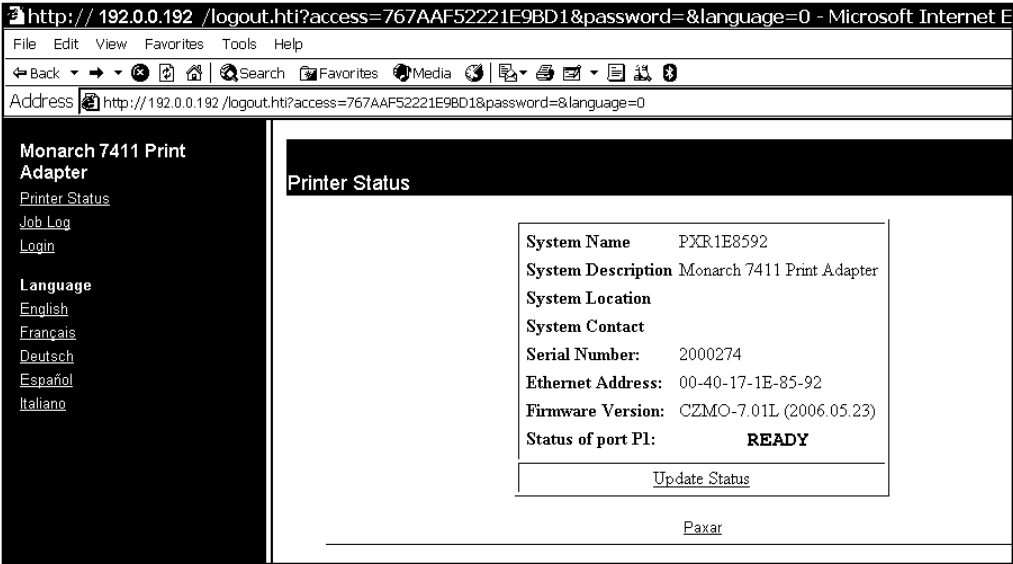 http:// 192.0.0.192 /logout.hti?access=767AAF52221E9BD1&password=&language=0 - Microsoft Internet E
File Edit View Favorites Tools Help
Back Search Favorites Media
Address http://192.0.0.192 /logout.hti?access=767AAF52221E9BD1&password=&language=0
Monarch 7411 Print
Adapter
Printer Status
Job Log
Login
Language
English
Français
Deutsch
Español
Italiano
Printer Status
System Name PXR1E8592
System Description Monarch 7411 Print Adapter
System Location
System Contact
Serial Number: 2000274
Ethernet Address: 00-40-17-1E-85-92
Firmware Version: CZMO-7.01L (2006.05.23)
Status of port P1: READY
Update Status
Paxar